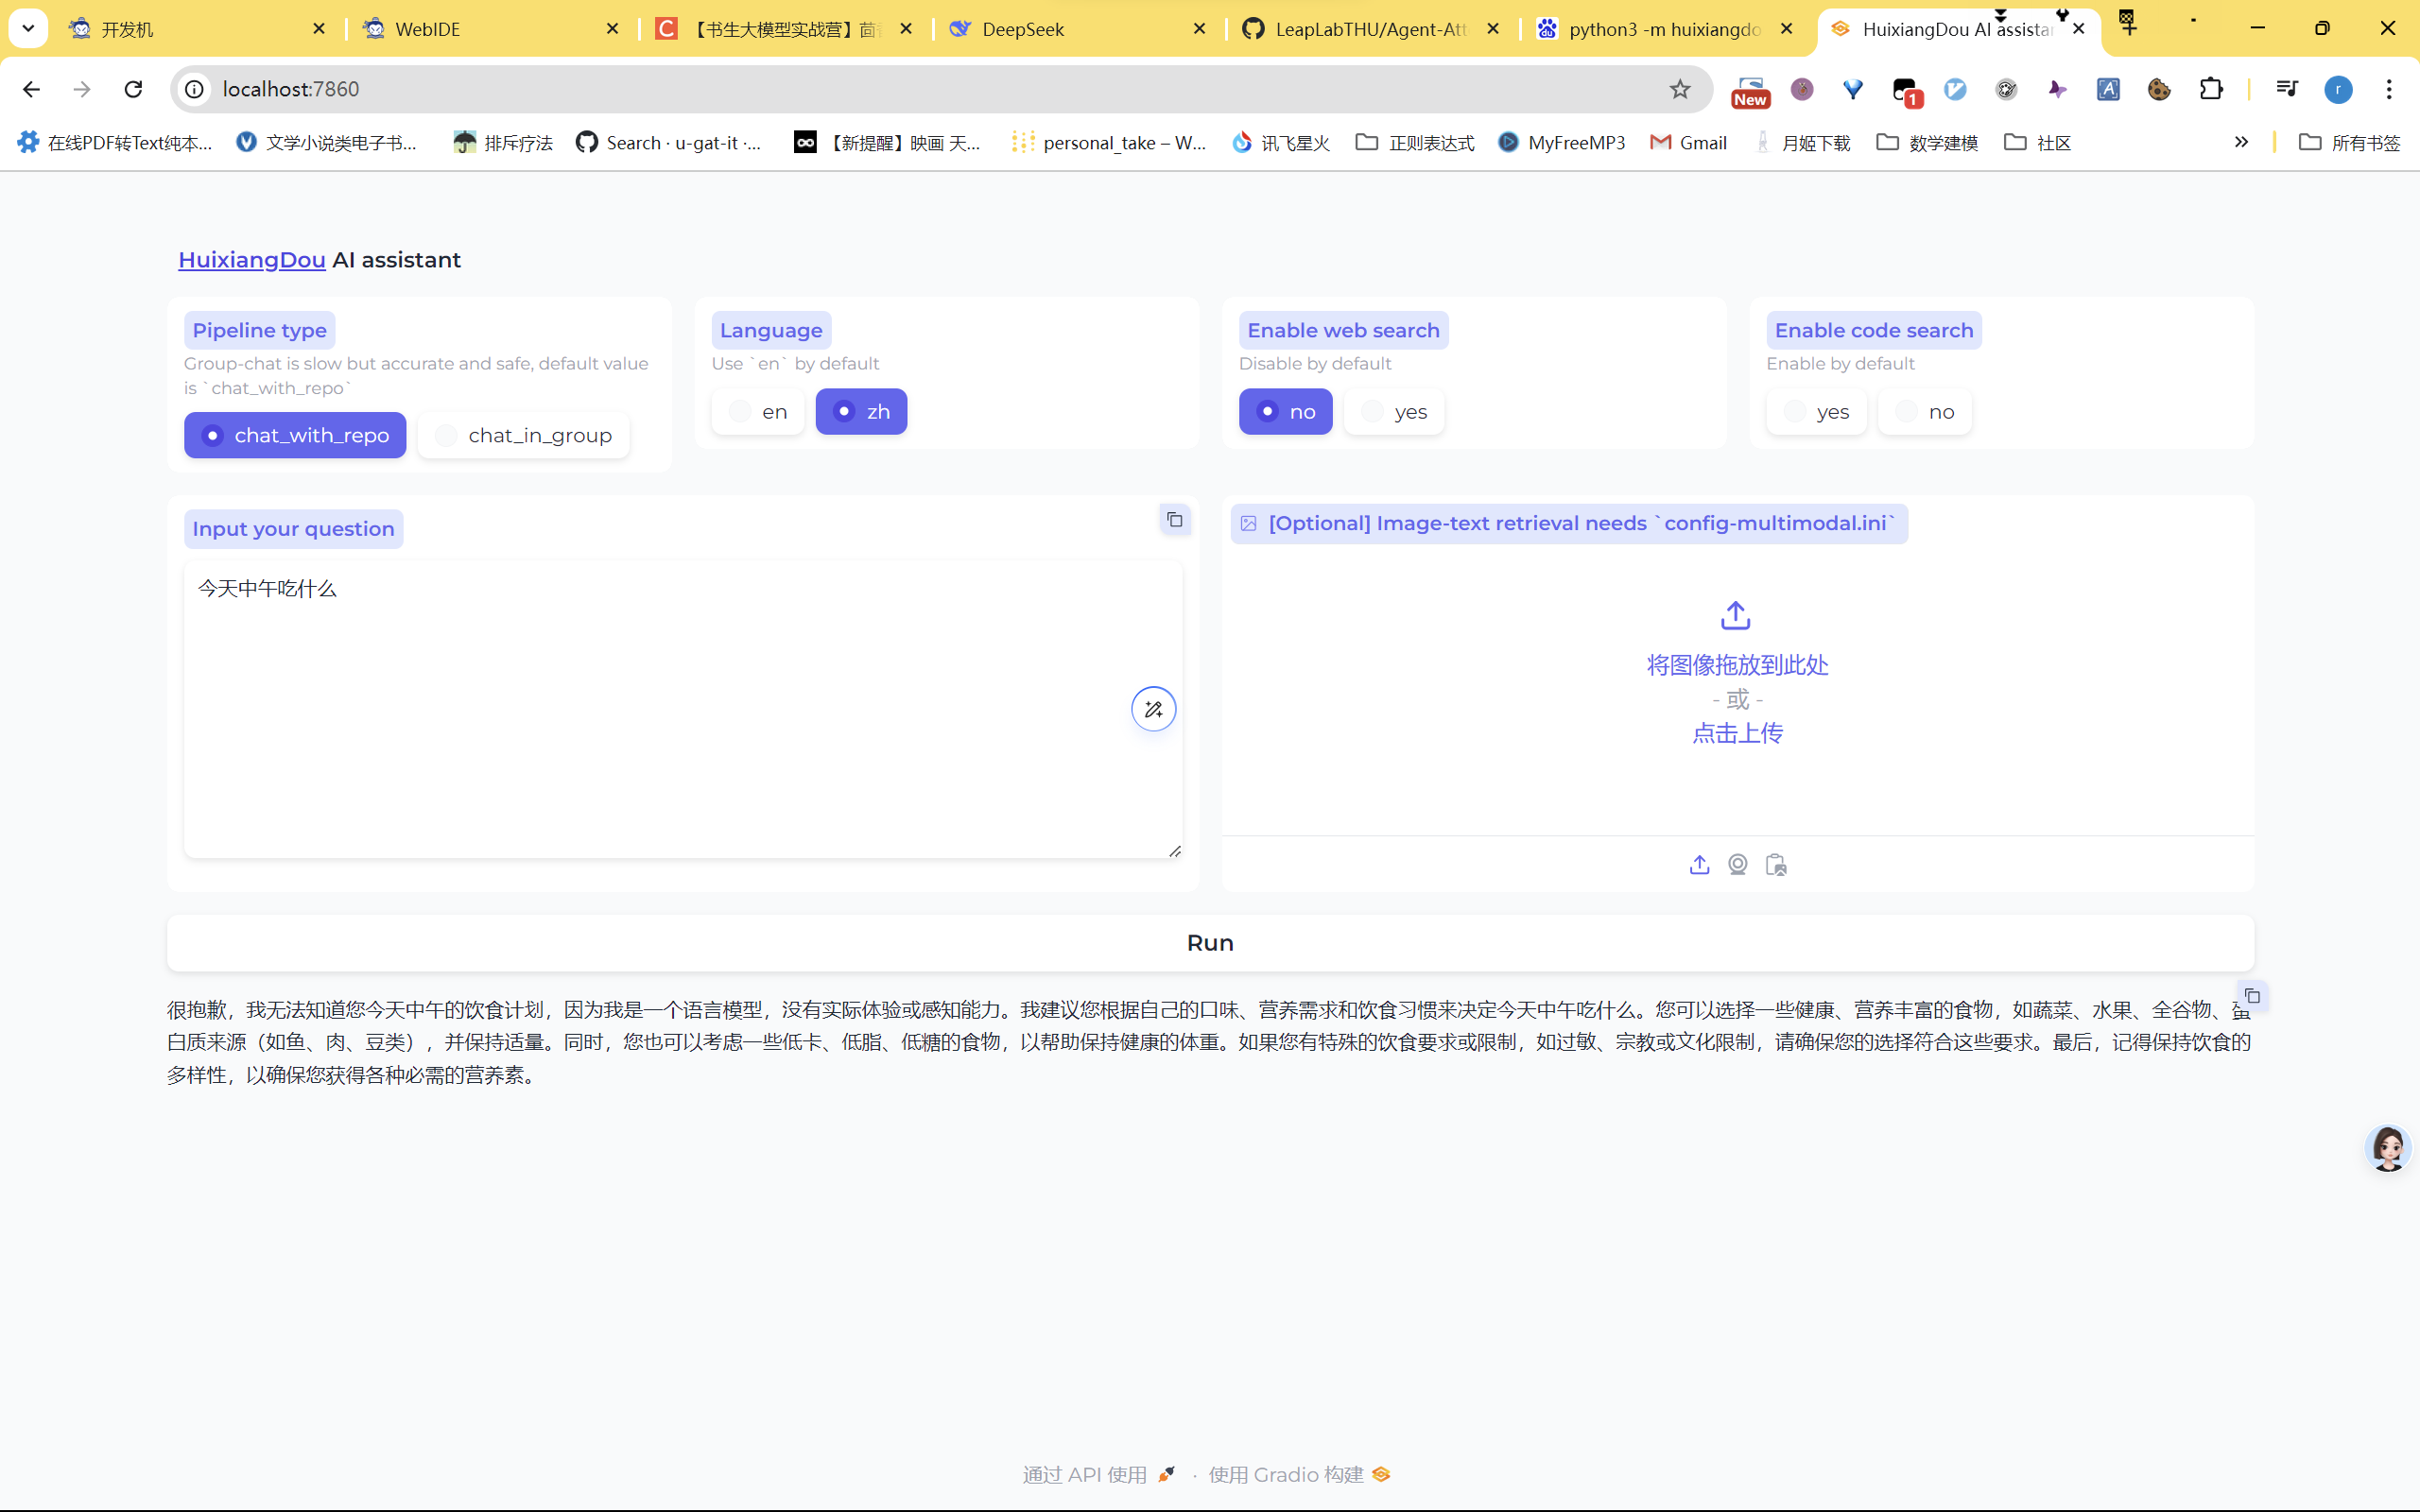 开发机
WebIDE
【书生大模型实战营】茴
DeepSeek
LeapLabTHU/Agent-Att
python3 -m huixiangdo
HuixiangDou AI assistan
localhost:7860
New
1
r
在线PDF转Text纯本...
文学小说类电子书...
排斥疗法
Search · u-gat-it ·...
【新提醒】映画 天...
personal_take – W...
讯飞星火
正则表达式
MyFreeMP3
Gmail
月姬下载
数学建模
社区
所有书签
HuixiangDou AI assistant
Pipeline type
Group-chat is slow but accurate and safe, default value
is `chat_with_repo`
chat_with_repo
chat_in_group
Language
Use `en` by default
en
zh
Enable web search
Disable by default
no
yes
Enable code search
Enable by default
yes
no
Input your question
今天中午吃什么
[Optional] Image-text retrieval needs `config-multimodal.ini`
将图像拖放到此处
- 或 -
点击上传
Run
很抱歉，我无法知道您今天中午的饮食计划，因为我是一个语言模型，没有实际体验或感知能力。我建议您根据自己的口味、营养需求和饮食习惯来决定今天中午吃什么。您可以选择一些健康、营养丰富的食物，如蔬菜、水果、全谷物、蛋
白质来源（如鱼、肉、豆类），并保持适量。同时，您也可以考虑一些低卡、低脂、低糖的食物，以帮助保持健康的体重。如果您有特殊的饮食要求或限制，如过敏、宗教或文化限制，请确保您的选择符合这些要求。最后，记得保持饮食的
多样性，以确保您获得各种必需的营养素。
通过 API 使用 · 使用 Gradio 构建